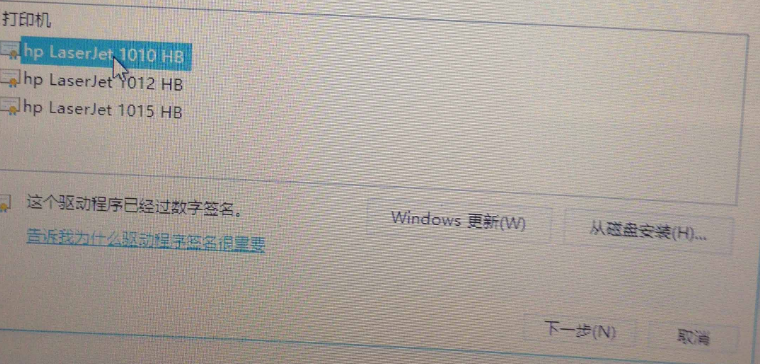 打印机
hp LaserJet 1010 HB
hp LaserJet 1012 HB
hp LaserJet 1015 HB
这个驱动程序已经过数字签名。
告诉我为什么驱动程序签名很重要
Windows 更新(W)
从磁盘安装(H)...
下一步(N)
取消